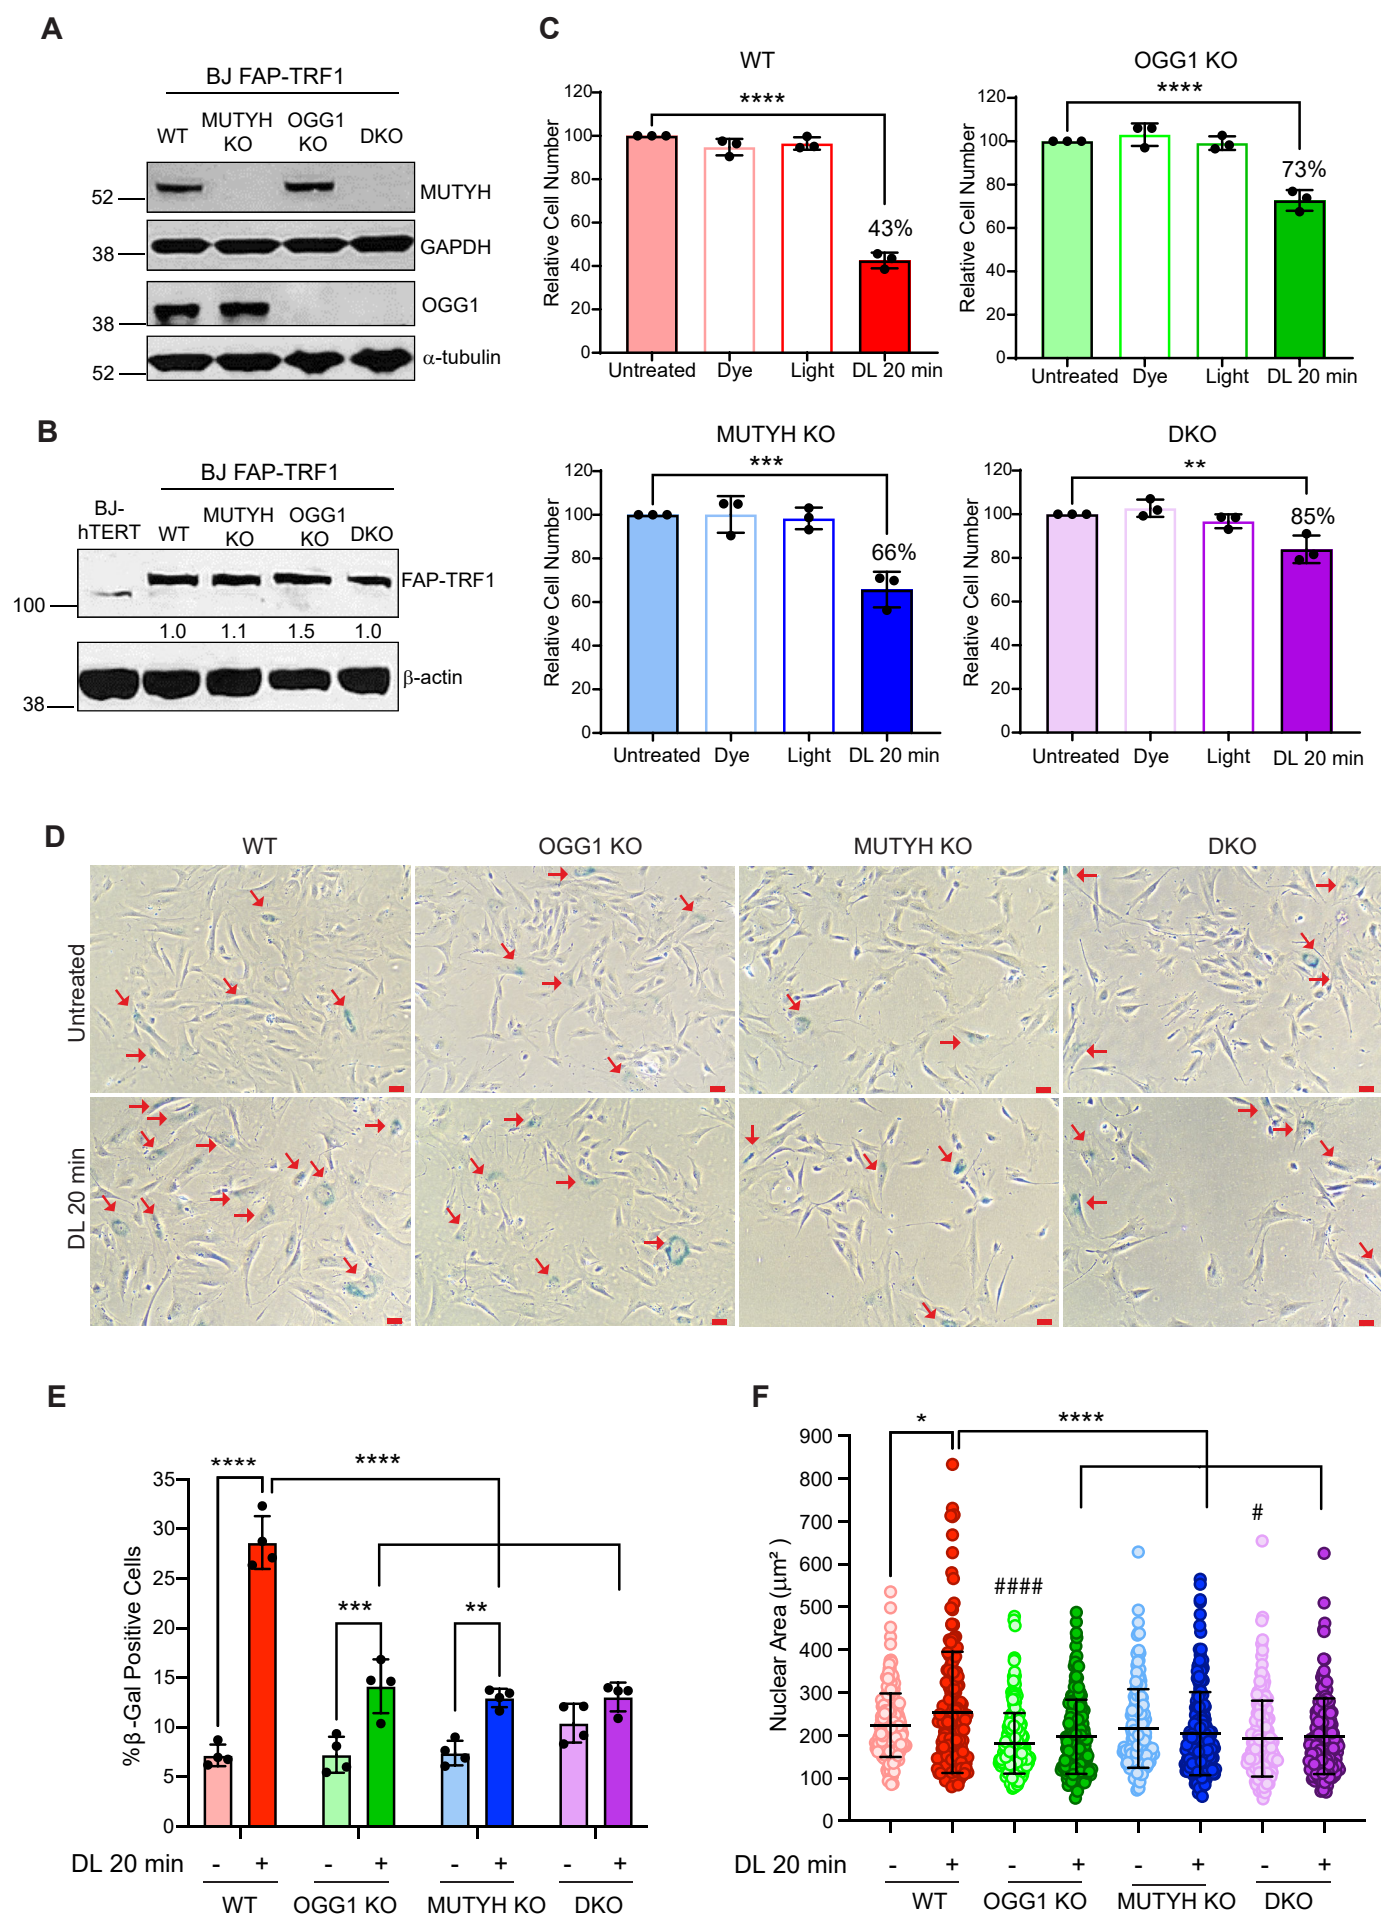 A
BJ FAP-TRF1
WT MUTYH KO OGG1 KO DKO
52 MUTYH
38 GAPDH
38 OGG1
52 α-tubulin
B
BJ FAP-TRF1
BJ-hTERT WT MUTYH KO OGG1 KO DKO
100 FAP-TRF1
1.0 1.1 1.5 1.0
38 β-actin
C
WT
Relative Cell Number
120
100
80
60
40
20
0
****
43%
Untreated Dye Light DL 20 min
OGG1 KO
Relative Cell Number
120
100
80
60
40
20
0
****
73%
Untreated Dye Light DL 20 min
MUTYH KO
Relative Cell Number
120
100
80
60
40
20
0
***
66%
Untreated Dye Light DL 20 min
DKO
Relative Cell Number
120
100
80
60
40
20
0
**
85%
Untreated Dye Light DL 20 min
D
WT OGG1 KO MUTYH KO DKO
Untreated
DL 20 min
E
%β-Gal Positive Cells
35
30
25
20
15
10
5
0
**** ****
*** **
DL 20 min - + - + - + - +
WT OGG1 KO MUTYH KO DKO
F
Nuclear Area (µm²)
900
800
700
600
500
400
300
200
100
0
* ****
#### #
DL 20 min - + - + - + - +
WT OGG1 KO MUTYH KO DKO